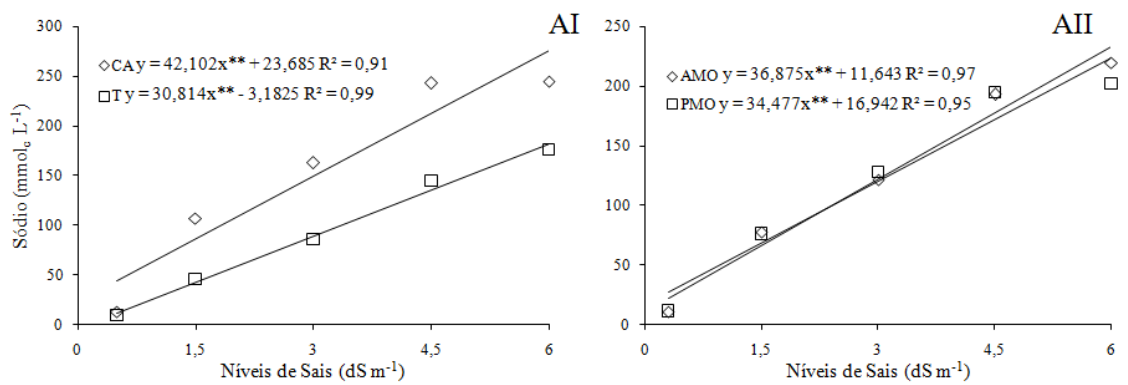 AI
CA y = 42,102x** + 23,685 R² = 0,91
T y = 30,814x** - 3,1825 R² = 0,99
Sódio (mmolc L-1)
300
250
200
150
100
50
0
0
1,5
3
4,5
6
Níveis de Sais (dS m-1)
AII
AMO y = 36,875x** + 11,643 R² = 0,97
PMO y = 34,477x** + 16,942 R² = 0,95
250
200
150
100
50
0
0
1,5
3
4,5
6
Níveis de Sais (dS m-1)